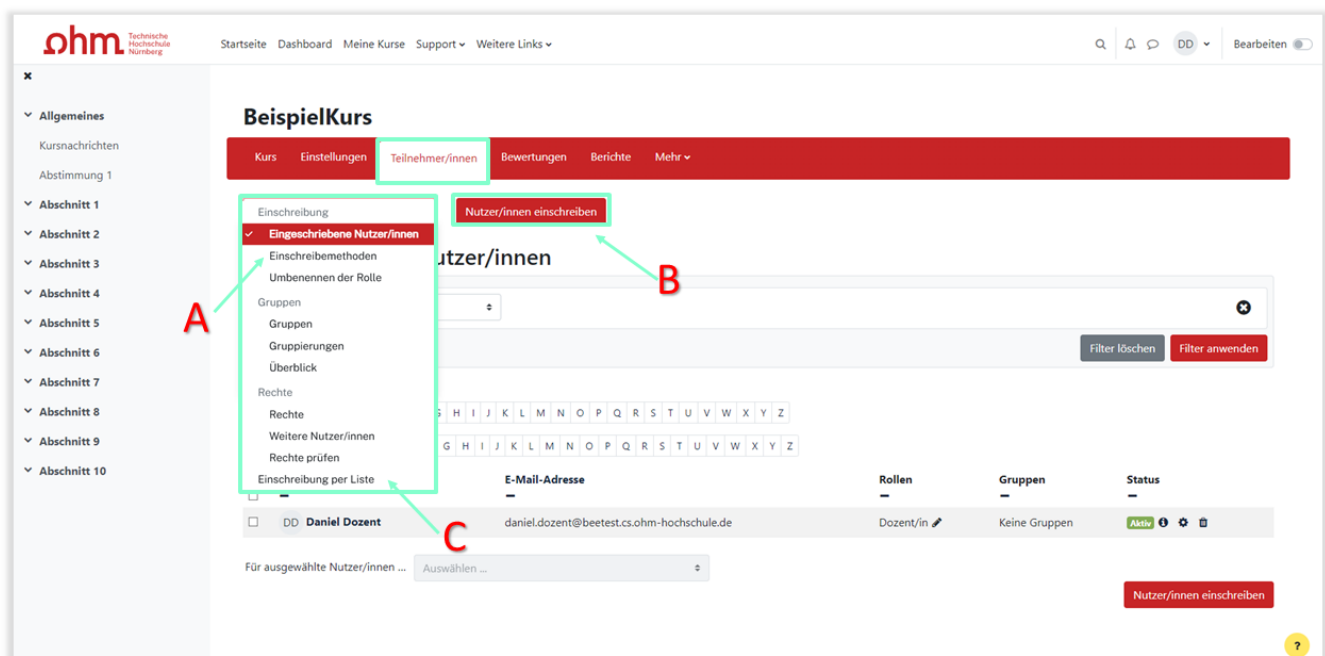 ohm Technische Hochschule Nürnberg
Startseite Dashboard Meine Kurse Support Weitere Links DD Bearbeiten
Allgemeines
Kursnachrichten
Abstimmung 1
Abschnitt 1
Abschnitt 2
Abschnitt 3
Abschnitt 4
Abschnitt 5
Abschnitt 6
Abschnitt 7
Abschnitt 8
Abschnitt 9
Abschnitt 10
BeispielKurs
Kurs Einstellungen Teilnehmer/innen Bewertungen Berichte Mehr
Einschreibung
Eingeschriebene Nutzer/innen
Einschreibemethoden
Umbenennen der Rolle
Gruppen
Gruppen
Gruppierungen
Überblick
Rechte
Rechte
Weitere Nutzer/innen
Rechte prüfen
Einschreibung per Liste
Nutzer/innen einschreiben
utzer/innen
A
B
C
Filter löschen Filter anwenden
H I J K L M N O P Q R S T U V W X Y Z
G H I J K L M N O P Q R S T U V W X Y Z
E-Mail-Adresse Rollen Gruppen Status
DD Daniel Dozent daniel.dozent@beetest.cs.ohm-hochschule.de Dozent/in Keine Gruppen Aktiv
Für ausgewählte Nutzer/innen ... Auswählen ...
Nutzer/innen einschreiben
?